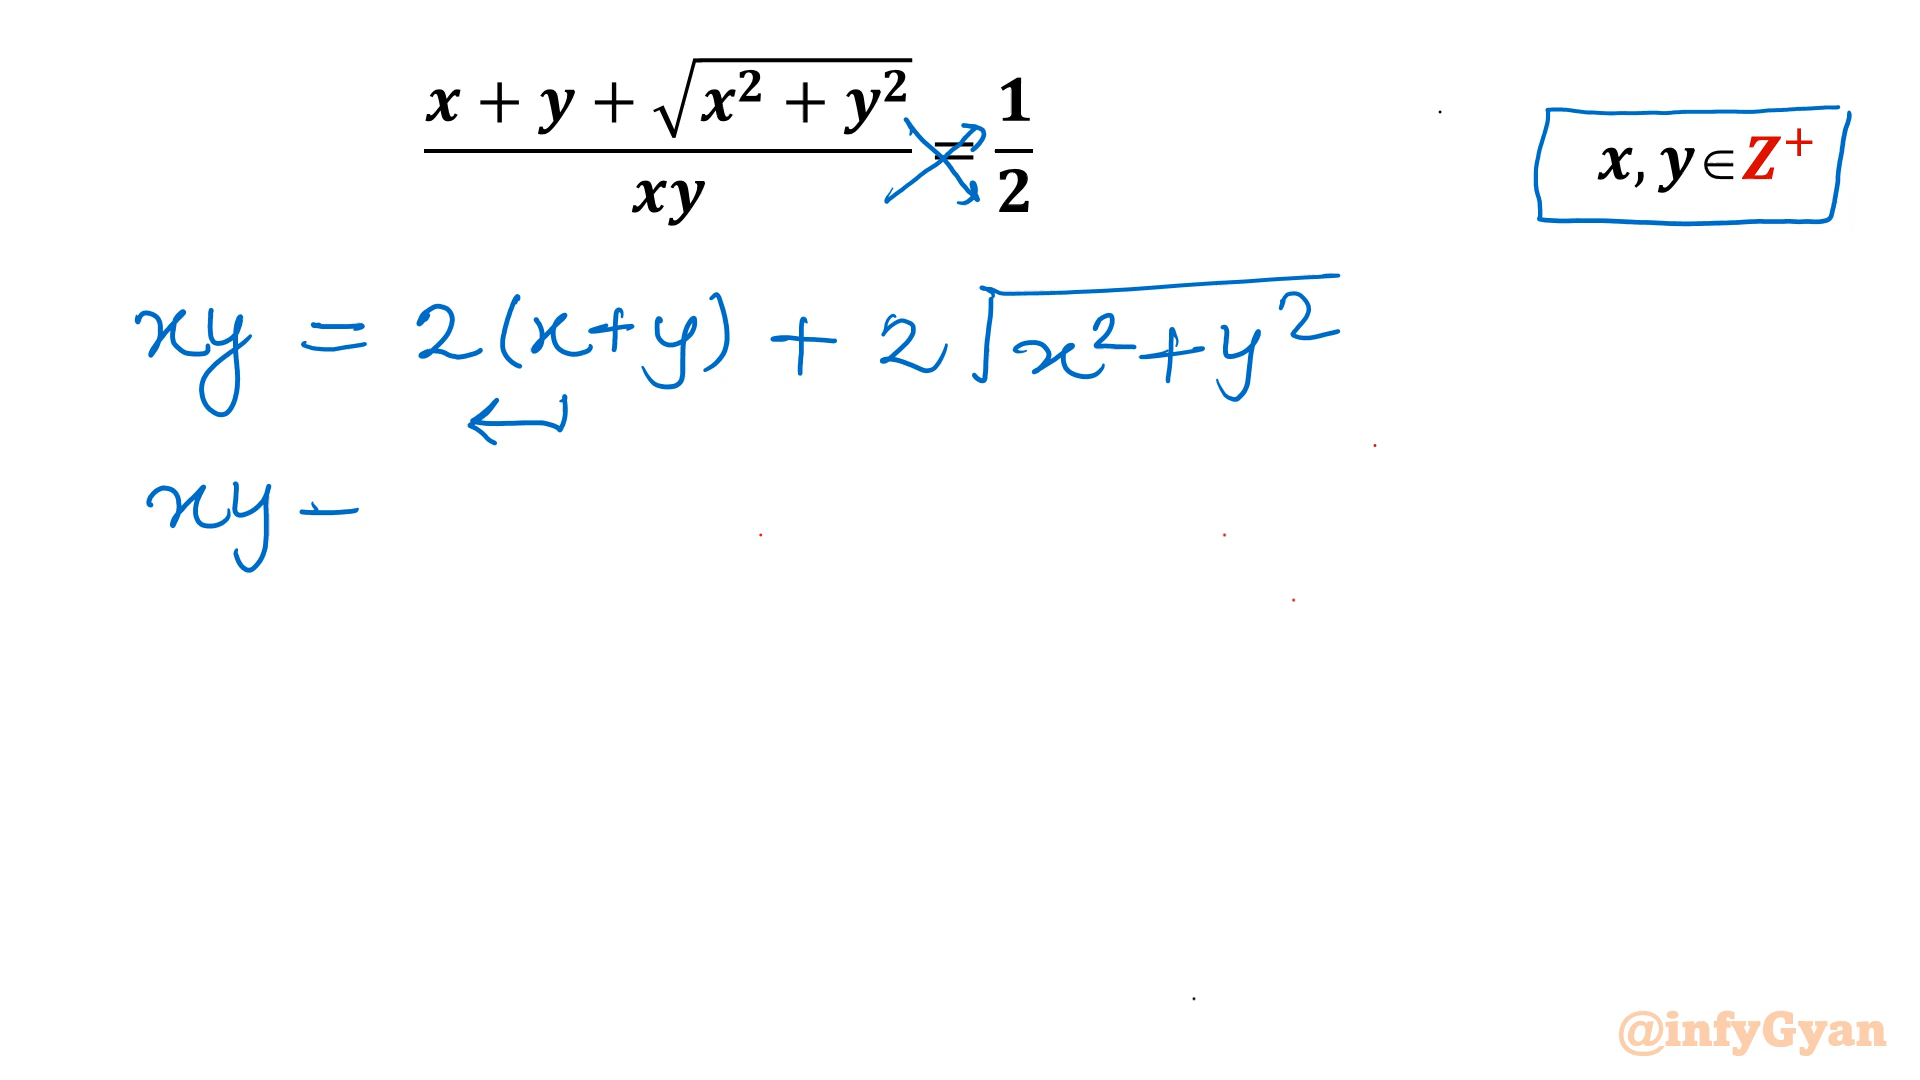 x + y + √(x² + y²) / xy = 1/2
x, y ∈ Z⁺
xy = 2(x+y) + 2√(x²+y²)
xy −
@infyGyan